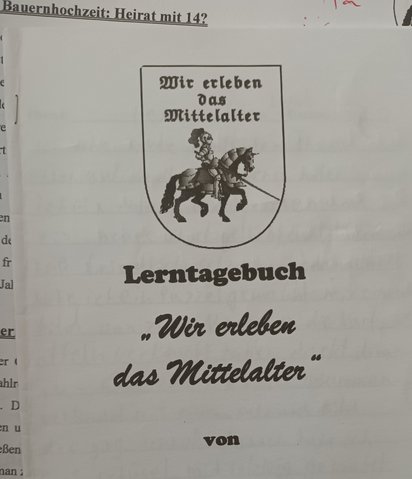 Bauernhochzeit: Heirat mit 14?
Wir erleben
das
Mittelalter
Lerntagebuch
„Wir erleben
das Mittelalter“
von